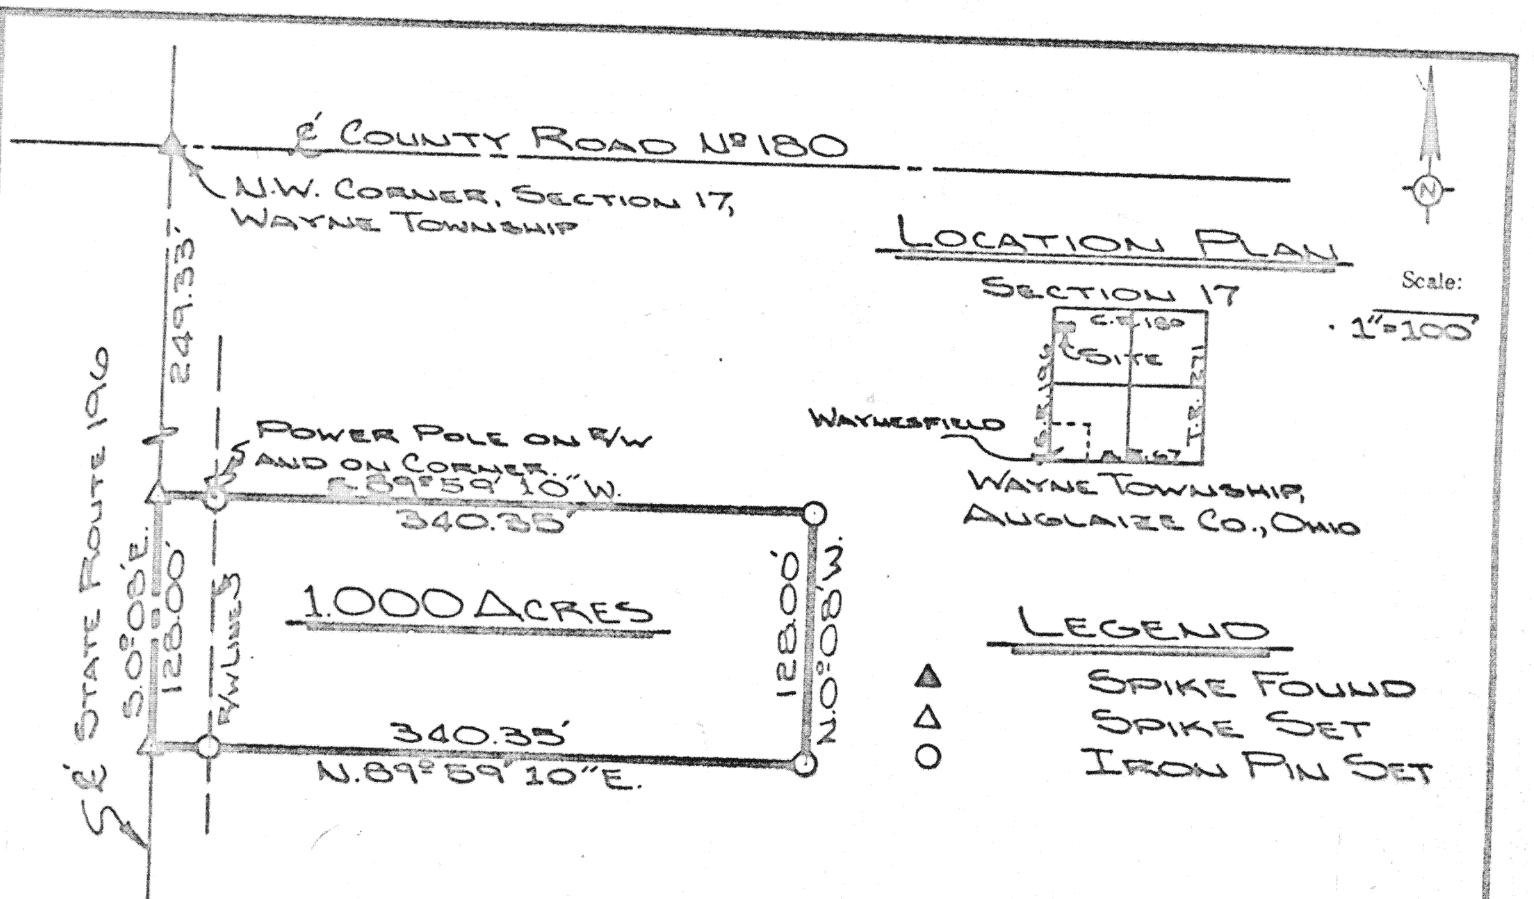 ℄ COUNTY ROAD Nº 180
N.W. CORNER, SECTION 17,
WAYNE TOWNSHIP
249.33'
LOCATION PLAN
SECTION 17
C.R. 180
SITE
S.R. 196
T.R. 271
WAYNESFIELD
WAYNE TOWNSHIP,
AUGLAIZE CO., OHIO
N
Scale:
1"=100'
POWER POLE ON R/W
AND ON CORNER.
S.89°59'10"W.
340.35'
℄ STATE ROUTE 196
S.0°08'E.
128.00'
R/W LINES
1.000 ACRES
128.00'
N.0°08'W.
340.35'
N.89°59'10"E.
LEGEND
SPIKE FOUND
SPIKE SET
IRON PIN SET